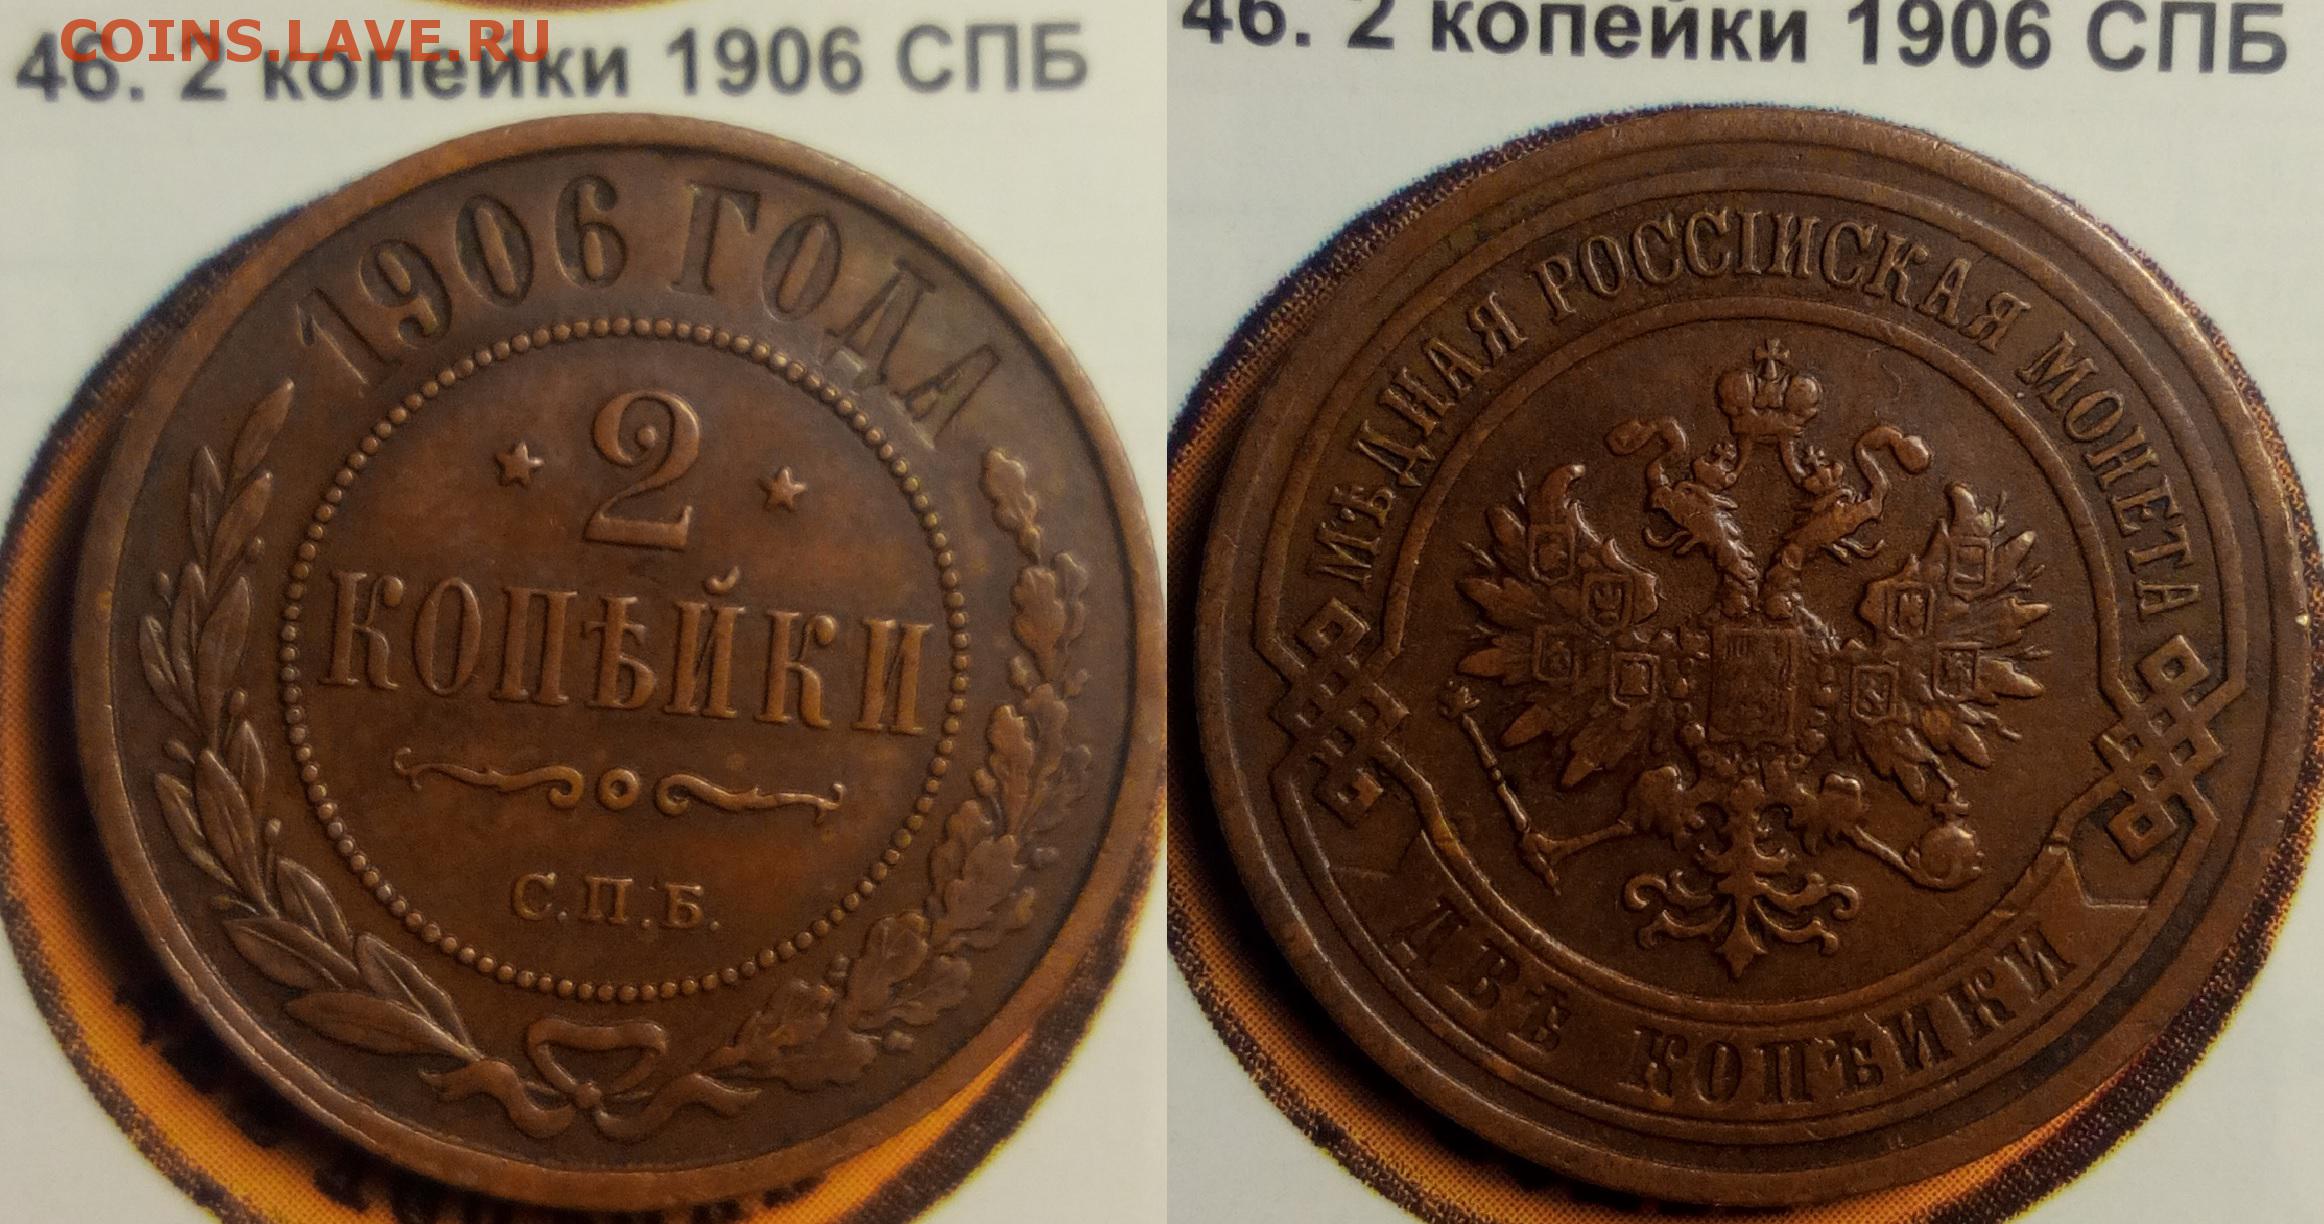 COINS.LAVE.RU
46. 2 копейки 1906 СПБ
1906 ГОДА
2
КОПѢЙКИ
С.П.Б.
46. 2 копейки 1906 СПБ
МѢДНАЯ РОССІЙСКАЯ МОНЕТА
ДВѢ КОПѢЙКИ